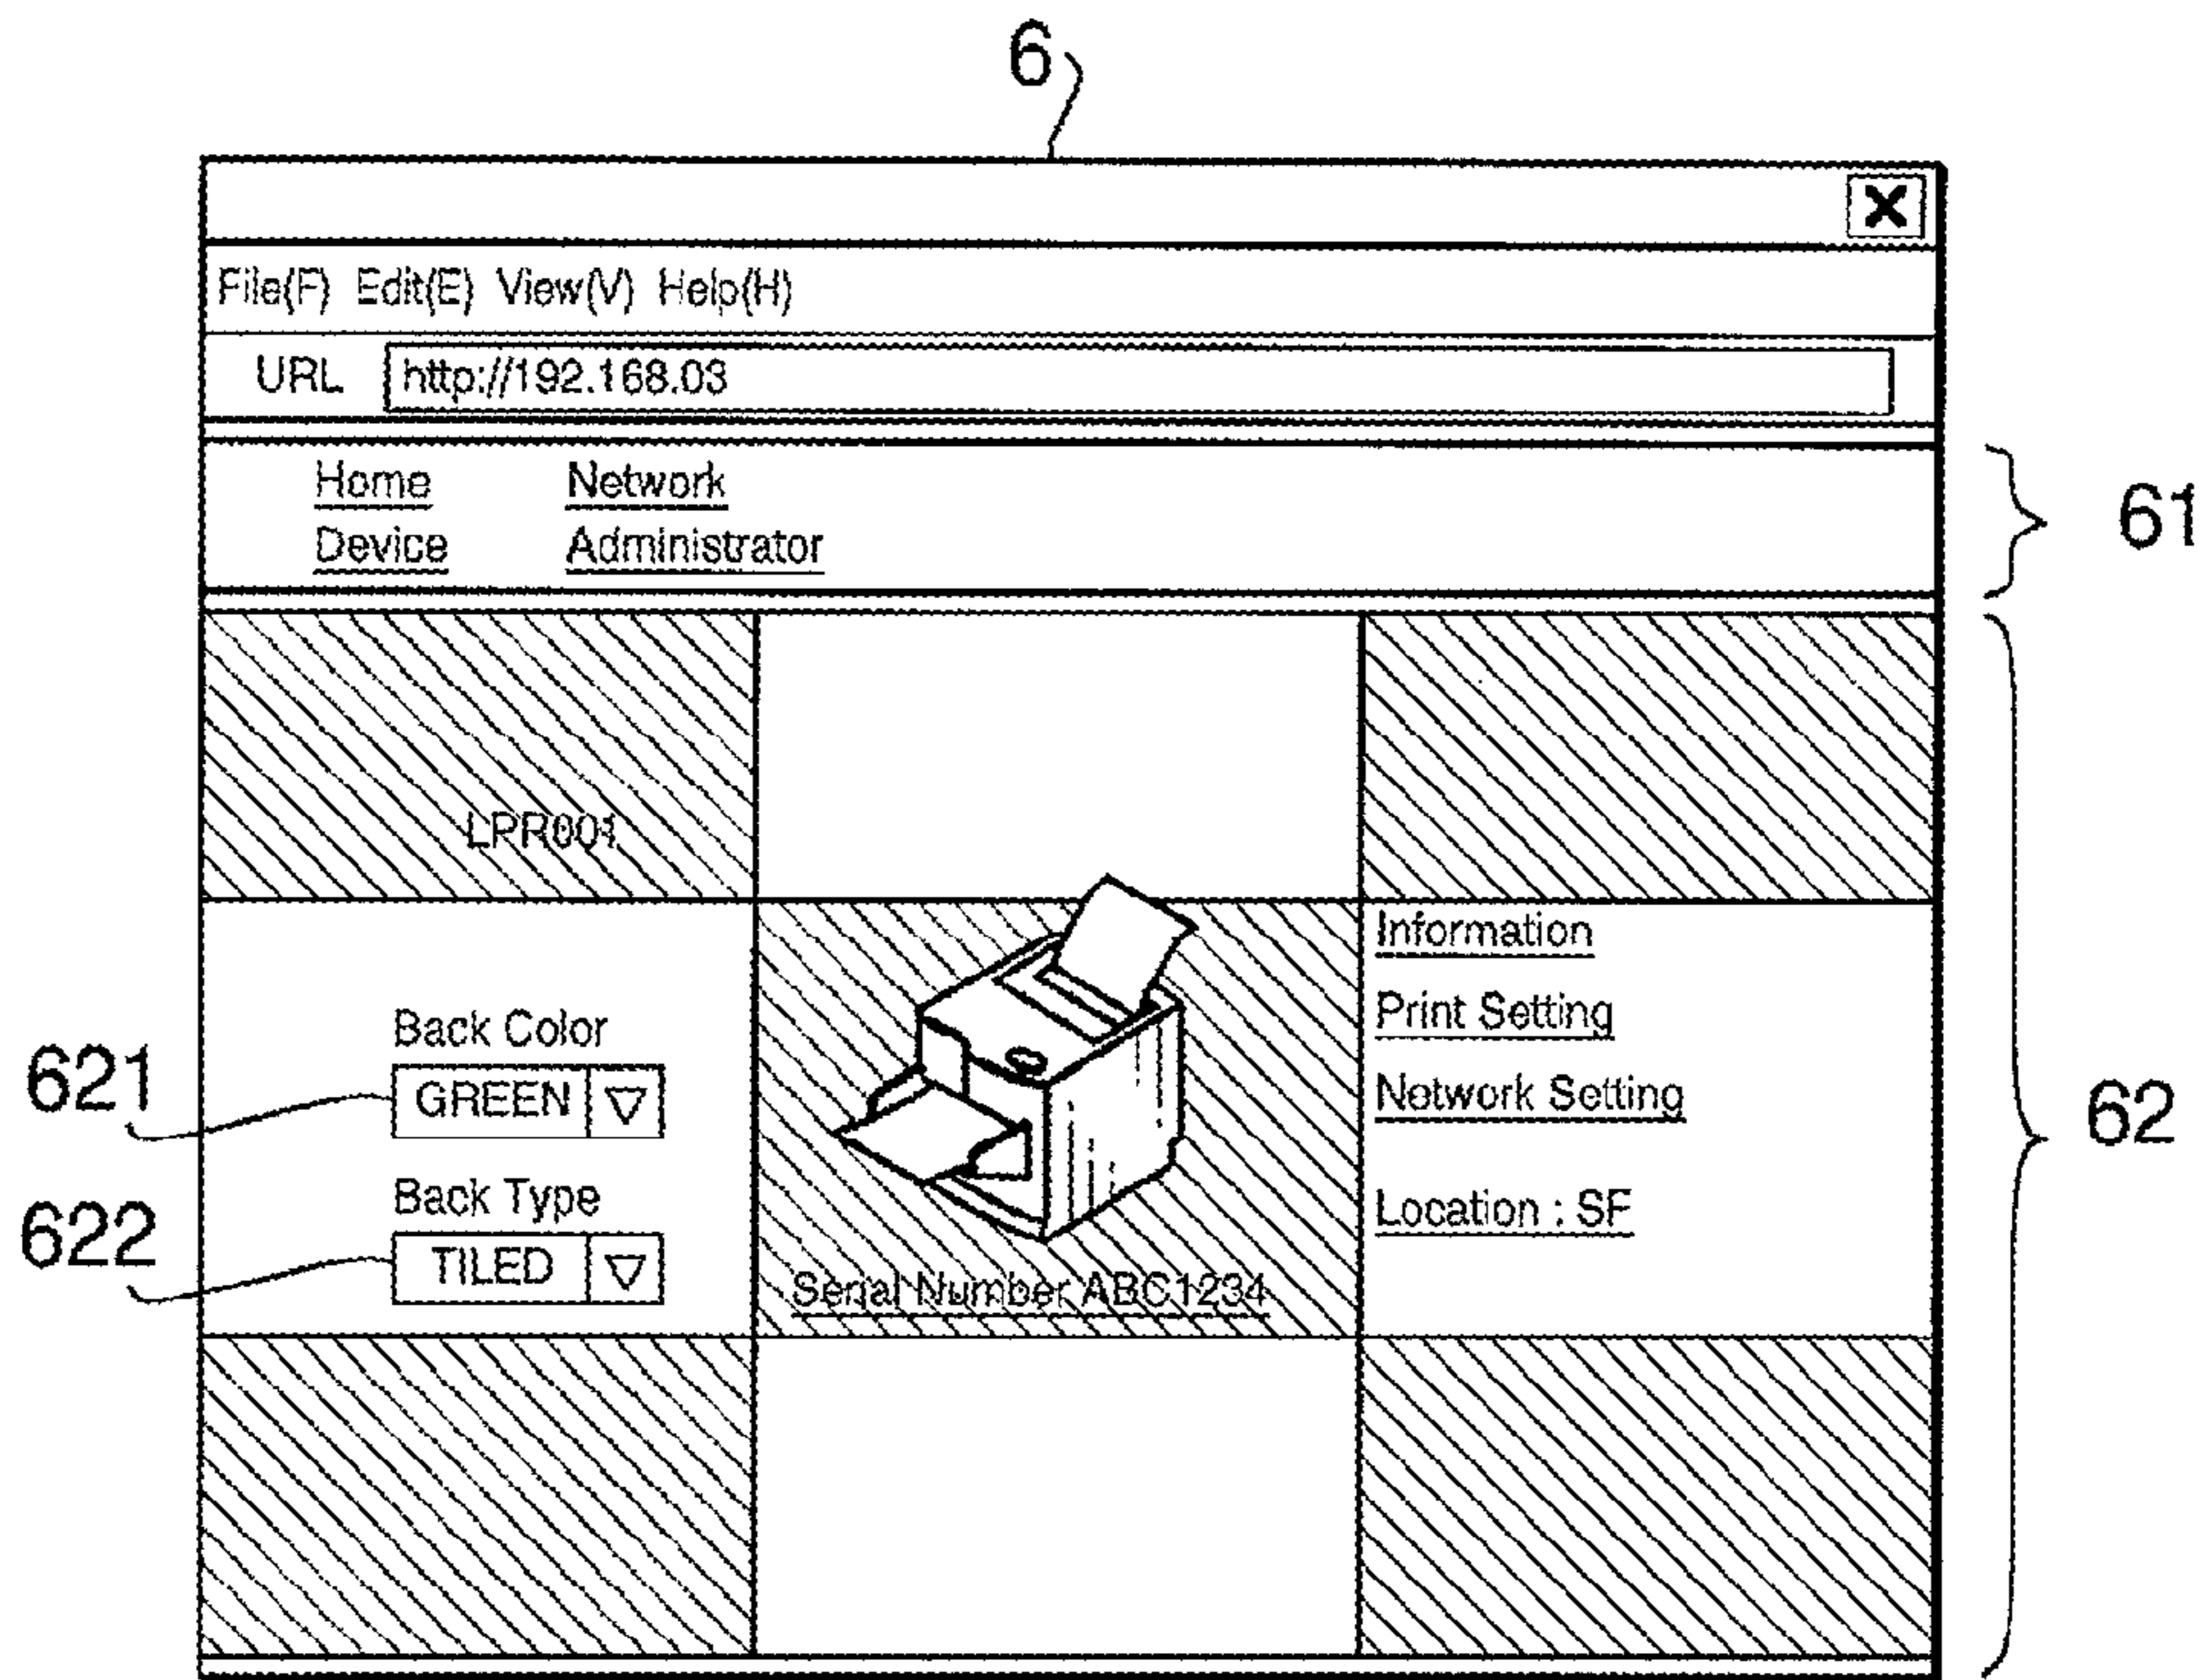 6
File(F) Edit(E) View(V) Help(H)
URL http://192.168.03
Home Network
Device Administrator
61
LPR001
Information
Print Setting
Network Setting
Location : SF
62
Back Color
621
GREEN
Back Type
622
TILED
Serial Number ABC1234